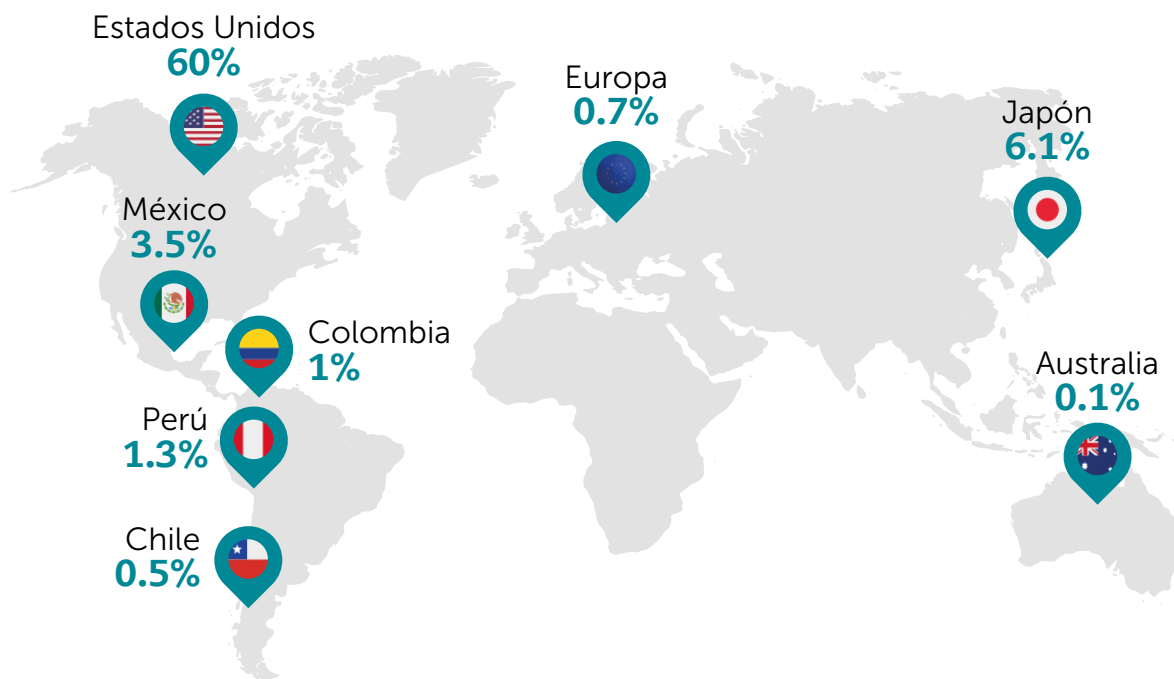 Estados Unidos
60%
Europa
0.7%
Japón
6.1%
México
3.5%
Colombia
1%
Australia
0.1%
Perú
1.3%
Chile
0.5%